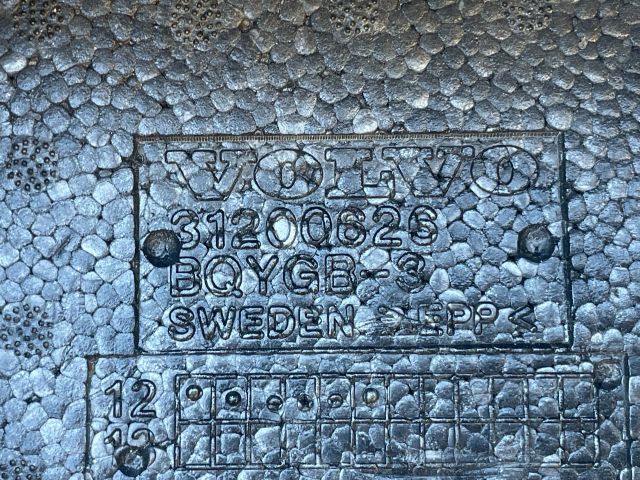 VOLVO
31200626
BQYGB-3
SWEDEN >EPP<
12